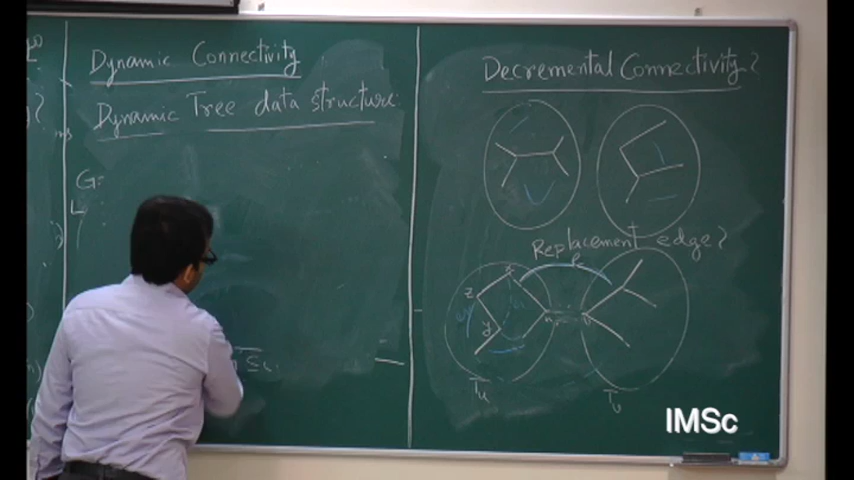 Dynamic Connectivity
Dynamic Tree data structure:
G:
L
Decremental Connectivity?
Replacement edge?
e
x
z
y
u
v
Tu
Tv
IMSc